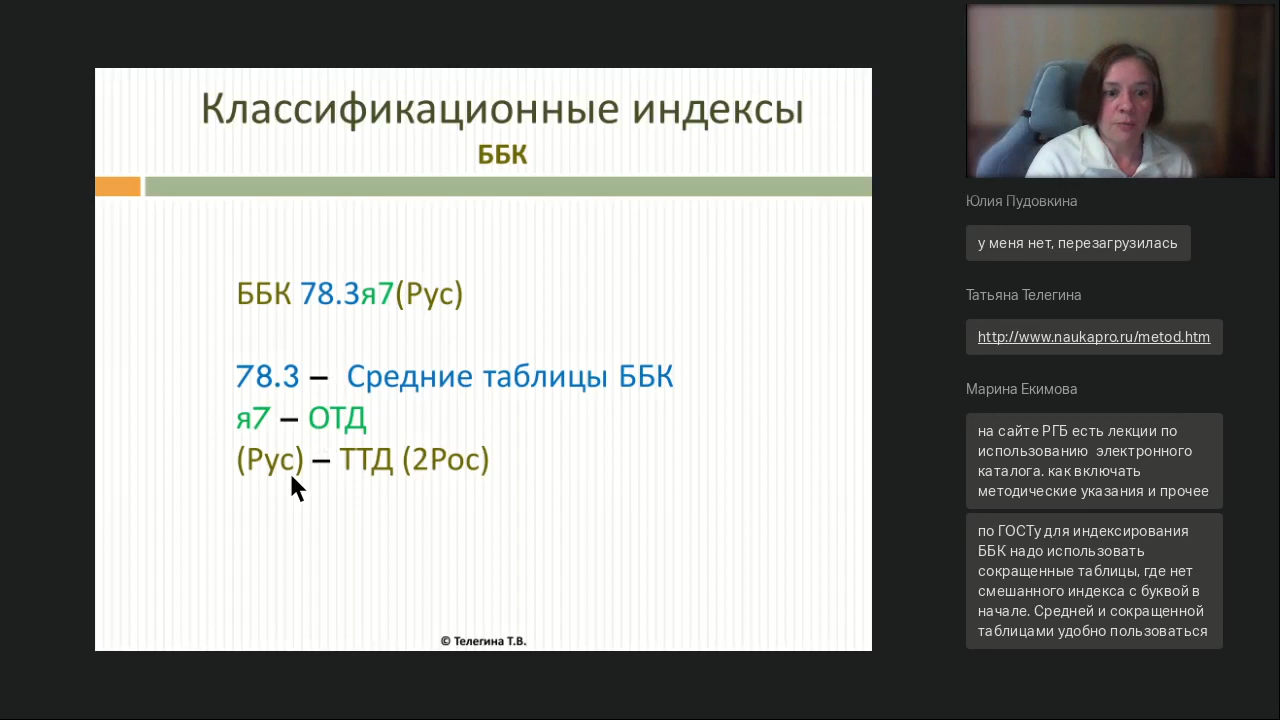 Классификационные индексы
ББК
ББК 78.3я7(Рус)
78.3 – Средние таблицы ББК
я7 – ОТД
(Рус) – ТТД (2Рос)
© Телегина Т.В.
Юлия Пудовкина
у меня нет, перезагрузилась
Татьяна Телегина
http://www.naukapro.ru/metod.htm
Марина Екимова
на сайте РГБ есть лекции по
использованию электронного
каталога. как включать
методические указания и прочее
по ГОСТу для индексирования
ББК надо использовать
сокращенные таблицы, где нет
смешанного индекса с буквой в
начале. Средней и сокращенной
таблицами удобно пользоваться